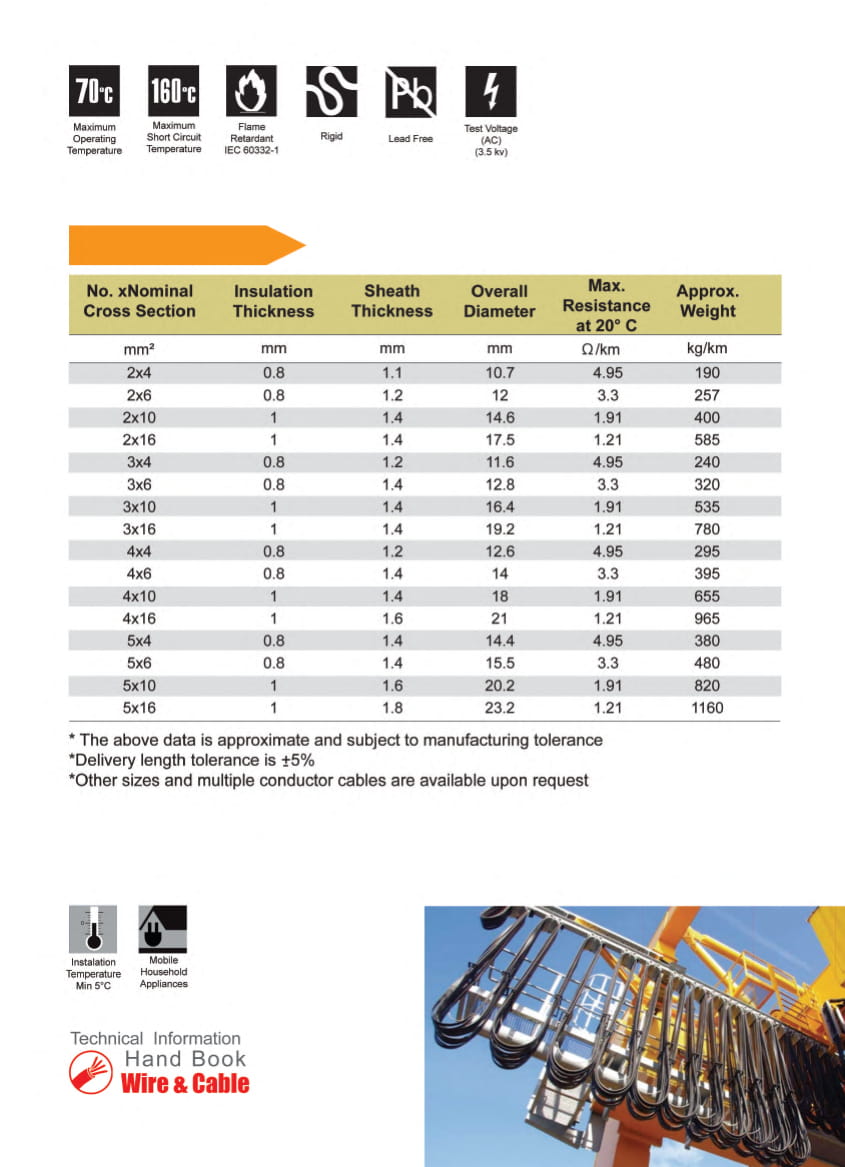 70°C
160°C
Pb
Maximum
Operating
Temperature
Maximum
Short Circuit
Temperature
Flame
Retardant
IEC 60332-1
Rigid
Lead Free
Test Voltage
(AC)
(3.5 kv)
No. xNominal Cross Section Insulation Thickness Sheath Thickness Overall Diameter Max. Resistance at 20° C Approx. Weight
mm² mm mm mm Ω/km kg/km
2x4 0.8 1.1 10.7 4.95 190
2x6 0.8 1.2 12 3.3 257
2x10 1 1.4 14.6 1.91 400
2x16 1 1.4 17.5 1.21 585
3x4 0.8 1.2 11.6 4.95 240
3x6 0.8 1.4 12.8 3.3 320
3x10 1 1.4 16.4 1.91 535
3x16 1 1.4 19.2 1.21 780
4x4 0.8 1.2 12.6 4.95 295
4x6 0.8 1.4 14 3.3 395
4x10 1 1.4 18 1.91 655
4x16 1 1.6 21 1.21 965
5x4 0.8 1.4 14.4 4.95 380
5x6 0.8 1.4 15.5 3.3 480
5x10 1 1.6 20.2 1.91 820
5x16 1 1.8 23.2 1.21 1160
* The above data is approximate and subject to manufacturing tolerance
*Delivery length tolerance is ±5%
*Other sizes and multiple conductor cables are available upon request
0
Instalation
Temperature
Min 5°C
Mobile
Household
Appliances
Technical Information
Hand Book
Wire & Cable